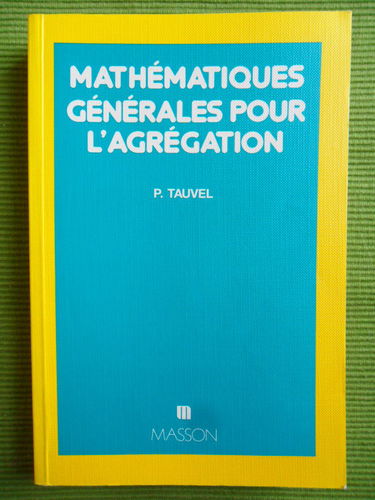 MATHÉMATIQUES
GÉNÉRALES POUR
L'AGRÉGATION
P. TAUVEL
m
MASSON